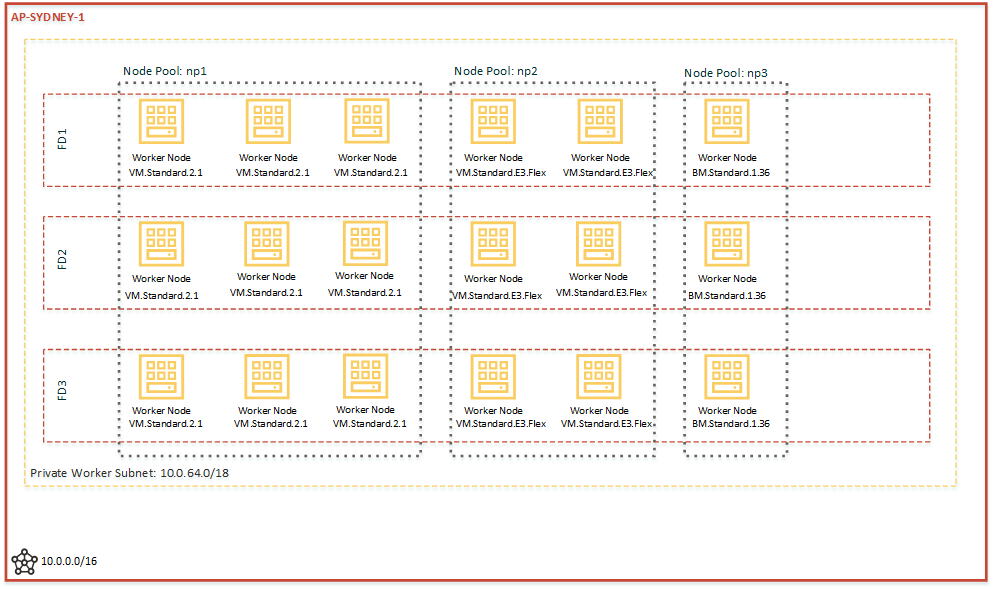 AP-SYDNEY-1
Node Pool: np1
Node Pool: np2
Node Pool: np3
FD1
Worker Node
VM.Standard.2.1
Worker Node
VM.Standard.2.1
Worker Node
VM.Standard.2.1
Worker Node
VM.Standard.E3.Flex
Worker Node
VM.Standard.E3.Flex
Worker Node
BM.Standard.1.36
FD2
Worker Node
VM.Standard.2.1
Worker Node
VM.Standard.2.1
Worker Node
VM.Standard.2.1
Worker Node
VM.Standard.E3.Flex
Worker Node
VM.Standard.E3.Flex
Worker Node
BM.Standard.1.36
FD3
Worker Node
VM.Standard.2.1
Worker Node
VM.Standard.2.1
Worker Node
VM.Standard.2.1
Worker Node
VM.Standard.E3.Flex
Worker Node
VM.Standard.E3.Flex
Worker Node
BM.Standard.1.36
Private Worker Subnet: 10.0.64.0/18
10.0.0.0/16